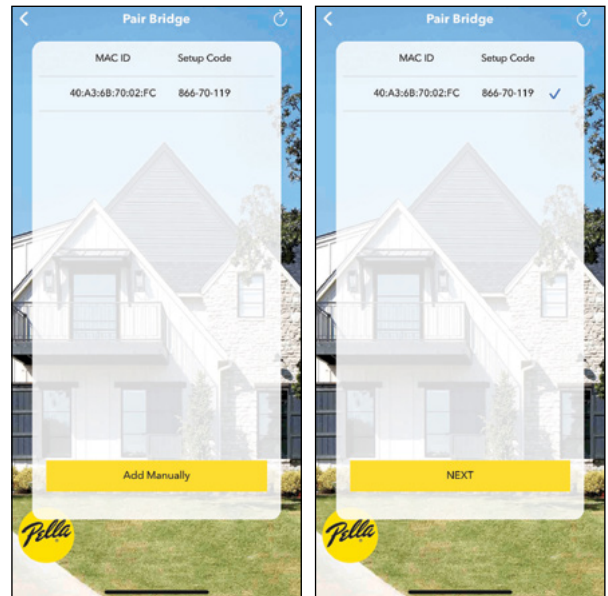 Pair Bridge
MAC ID Setup Code
40:A3:6B:70:02:FC 866-70-119
Add Manually
Pella
Pair Bridge
MAC ID Setup Code
40:A3:6B:70:02:FC 866-70-119
NEXT
Pella